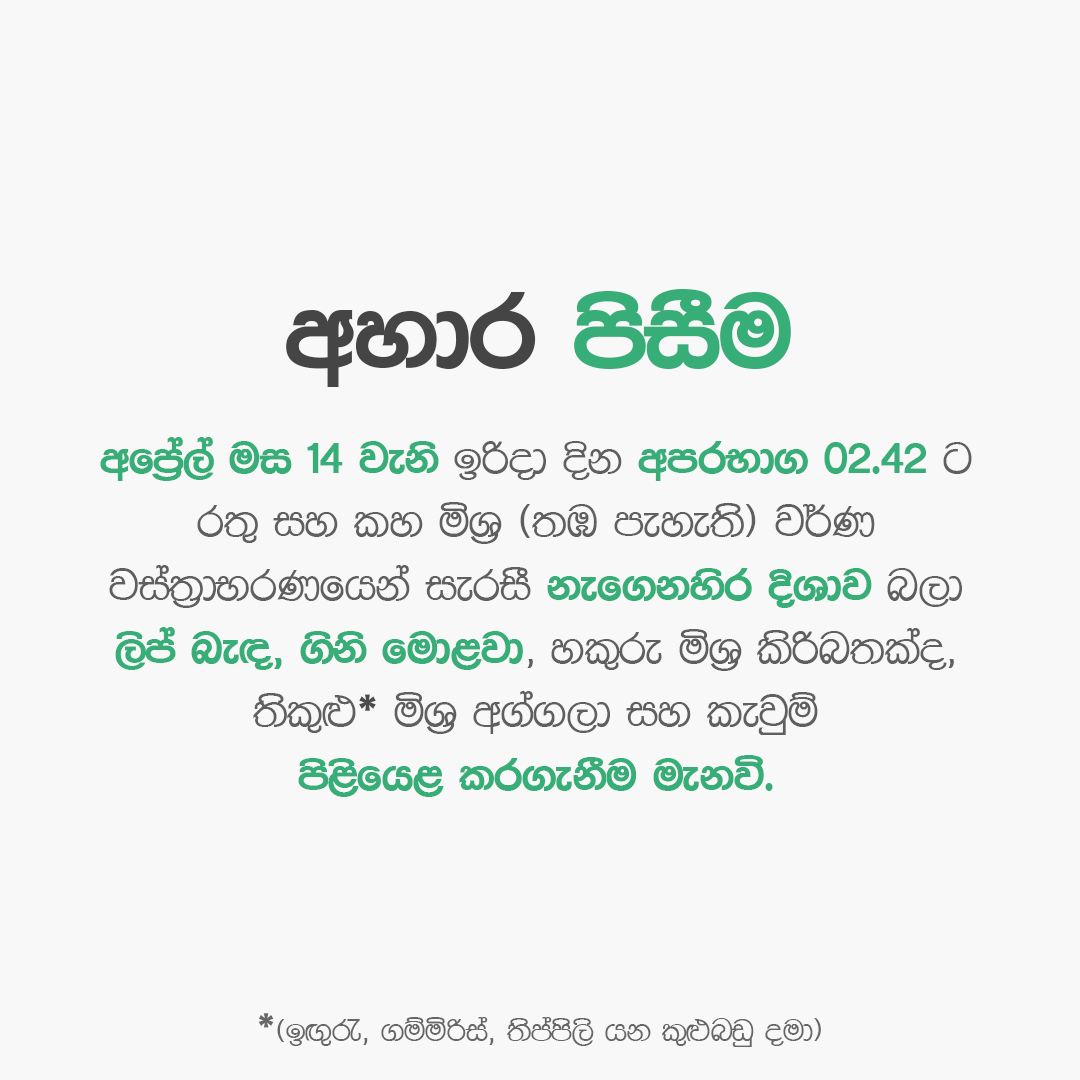 අහාර පිසීම
අප්‍රේල් මස 14 වැනි ඉරිදා දින අපරභාග 02.42 ට
රතු සහ කහ මිශ්‍ර (තඹ පැහැති) වර්ණ
වස්ත්‍රාභරණයෙන් සැරසී නැගෙනහිර දිශාව බලා
ලිප් බැඳ, ගිනි මොළවා, හකුරු මිශ්‍ර කිරිබතක්ද,
තිකුළු* මිශ්‍ර අග්ගලා සහ කැවුම්
පිළියෙළ කරගැනීම මැනවි.
*(ඉඟුරැ, ගම්මිරිස්, තිප්පිලි යන කුළුබඩු දමා)